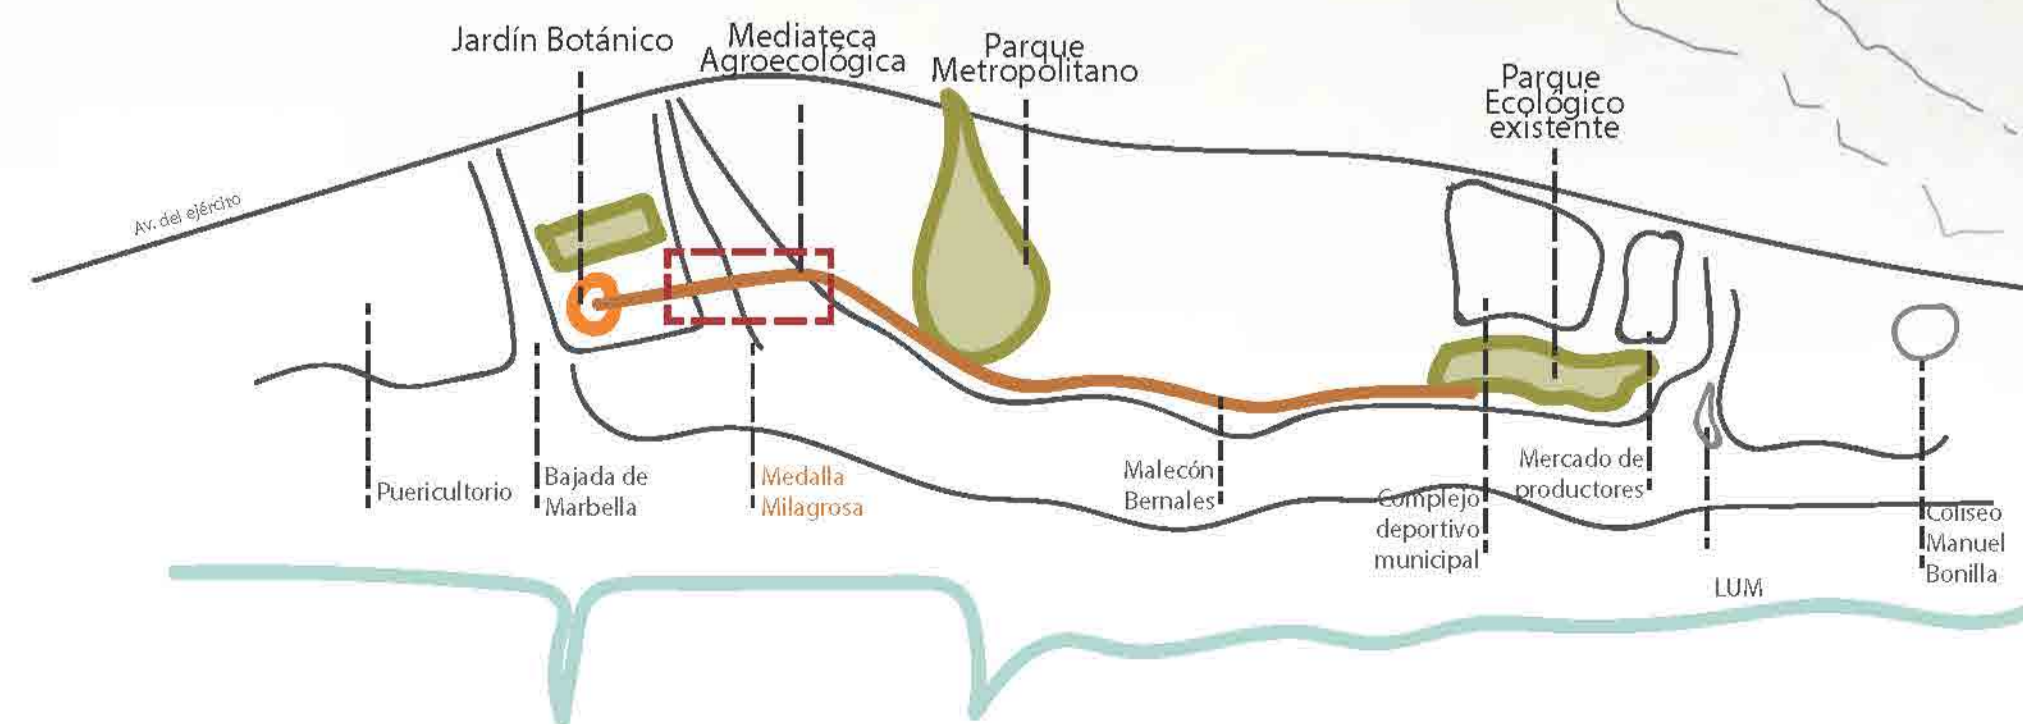 Jardín Botánico
Mediateca
Agroecológica
Parque
Metropolitano
Parque
Ecológico
existente
Av. del ejército
Puericultorio
Bajada de
Marbella
Medalla
Milagrosa
Malecón
Bernales
Complejo
deportivo
municipal
Mercado de
productores
LUM
Coliseo
Manuel
Bonilla